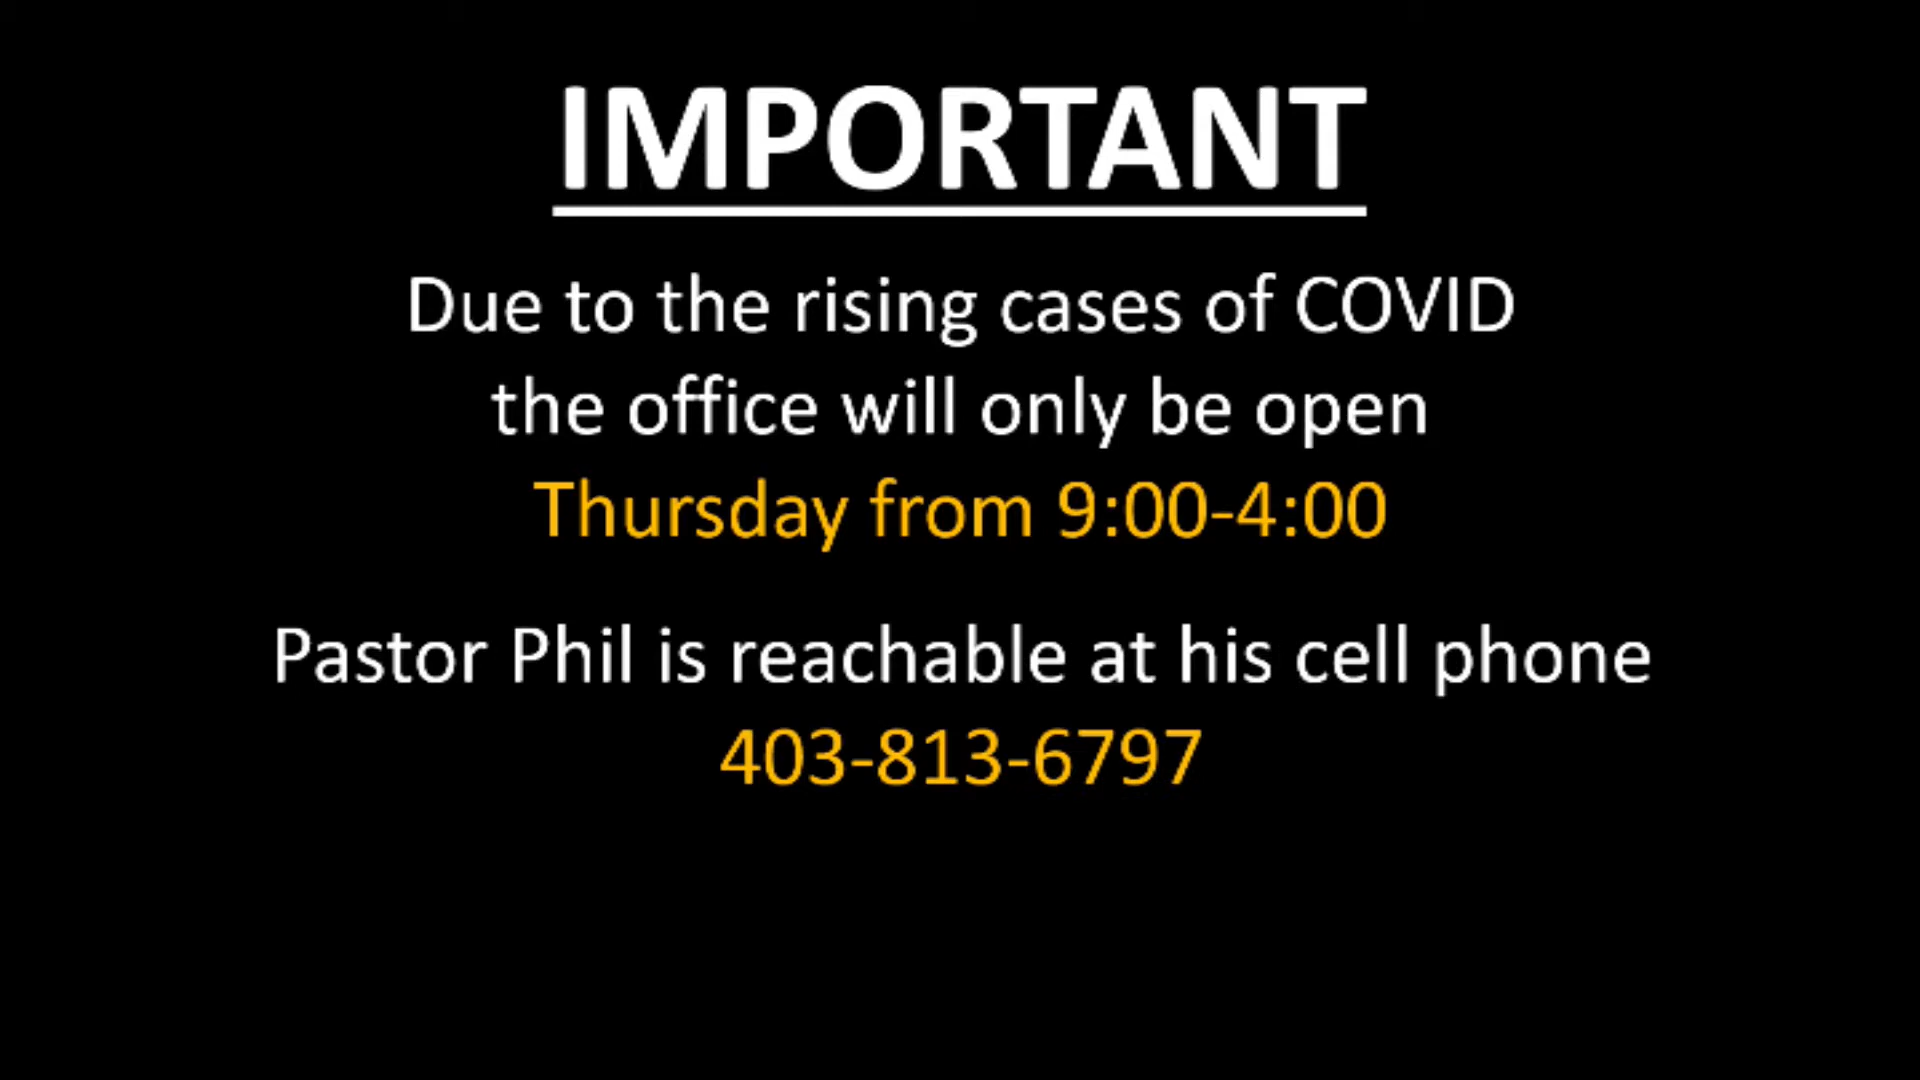 IMPORTANT
Due to the rising cases of COVID
the office will only be open
Thursday from 9:00-4:00
Pastor Phil is reachable at his cell phone
403-813-6797